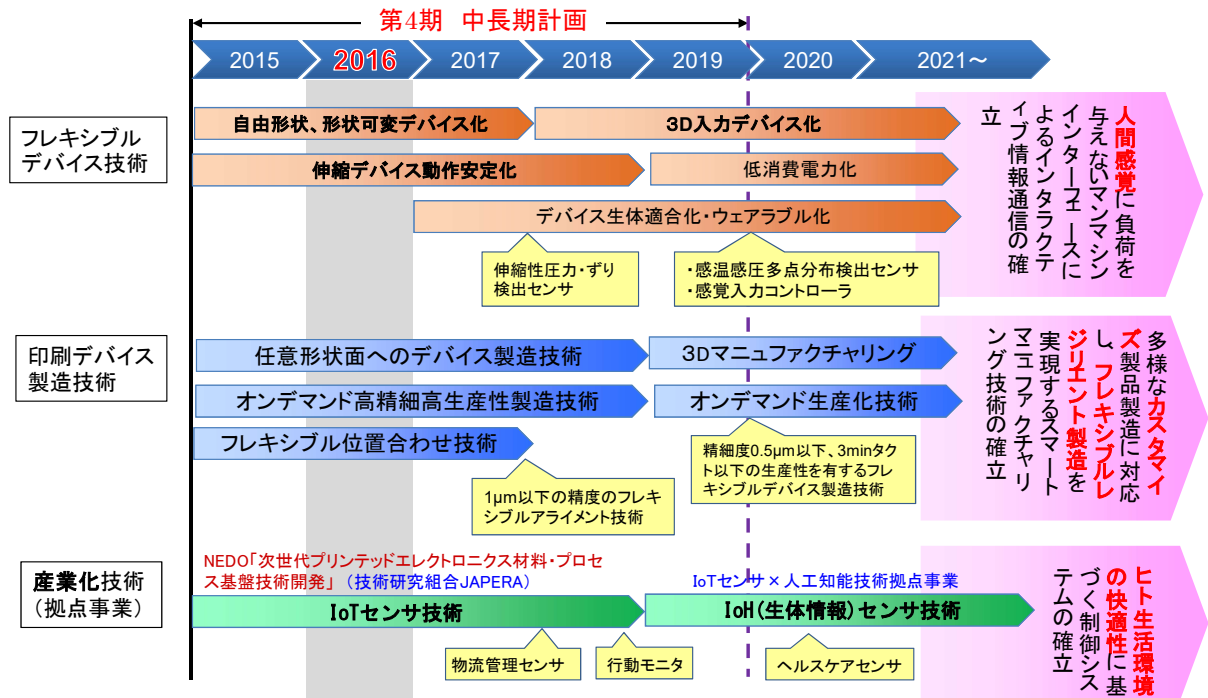 第4期 中長期計画
2015
2016
2017
2018
2019
2020
2021～
フレキシブル
デバイス技術
自由形状、形状可変デバイス化
3D入力デバイス化
伸縮デバイス動作安定化
低消費電力化
デバイス生体適合化・ウェアラブル化
伸縮性圧力・ずり
検出センサ
・感温感圧多点分布検出センサ
・感覚入力コントローラ
人間感覚に負荷を
与えないマンマシン
インターフェースに
よるインタラクテ
ィブ情報通信の確
立
印刷デバイス
製造技術
任意形状面へのデバイス製造技術
3Dマニュファクチャリング
オンデマンド高精細高生産性製造技術
オンデマンド生産化技術
フレキシブル位置合わせ技術
1μm以下の精度のフレキ
シブルアライメント技術
精細度0.5μm以下、3minタク
ト以下の生産性を有するフレ
キシブルデバイス製造技術
多様なカスタマイ
ズ製品製造に対応
し、フレキシブルレ
ジリエント製造を
実現するスマート
マニュファクチャリ
ング技術の確立
産業化技術
（拠点事業）
NEDO「次世代プリンテッドエレクトロニクス材料・プロセ
ス基盤技術開発」（技術研究組合JAPERA）
IoTセンサ×人工知能技術拠点事業
IoTセンサ技術
IoH（生体情報）センサ技術
物流管理センサ
行動モニタ
ヘルスケアセンサ
ヒト生活環境
の快適性に基
づく制御シス
テムの確立